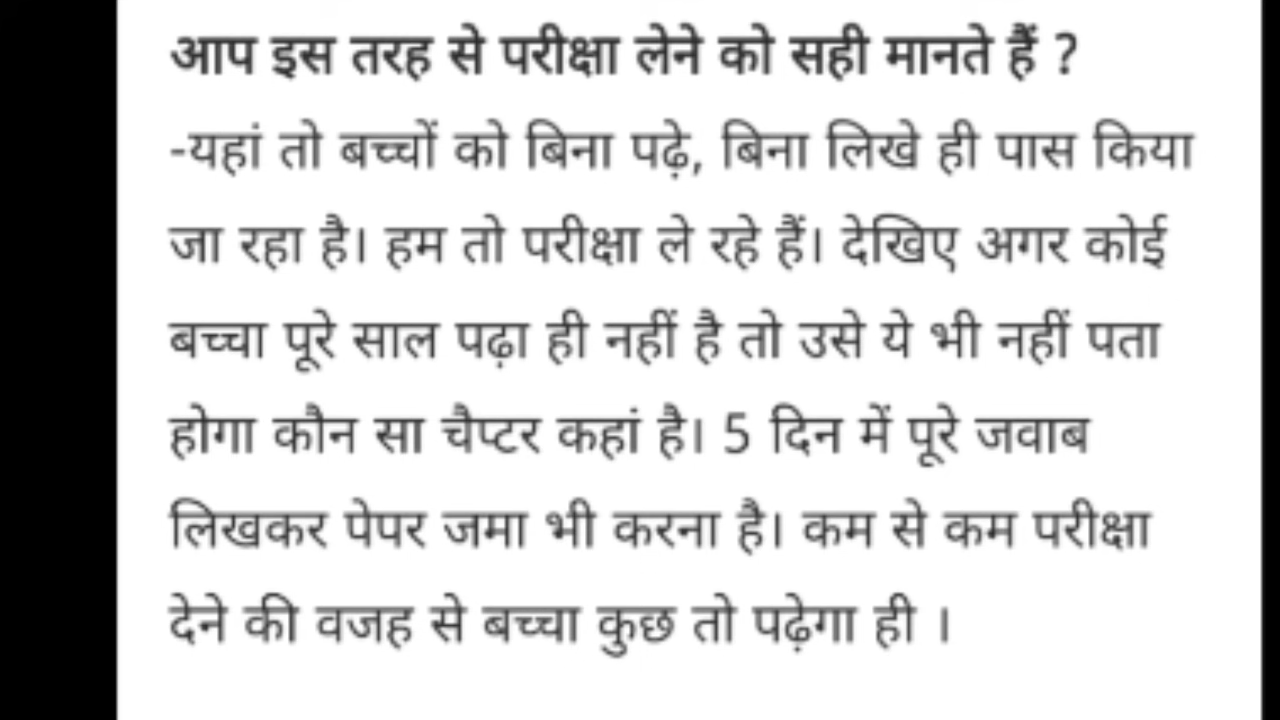 आप इस तरह से परीक्षा लेने को सही मानते हैं ?
-यहां तो बच्चों को बिना पढ़े, बिना लिखे ही पास किया
जा रहा है। हम तो परीक्षा ले रहे हैं। देखिए अगर कोई
बच्चा पूरे साल पढ़ा ही नहीं है तो उसे ये भी नहीं पता
होगा कौन सा चैप्टर कहां है। 5 दिन में पूरे जवाब
लिखकर पेपर जमा भी करना है। कम से कम परीक्षा
देने की वजह से बच्चा कुछ तो पढ़ेगा ही ।